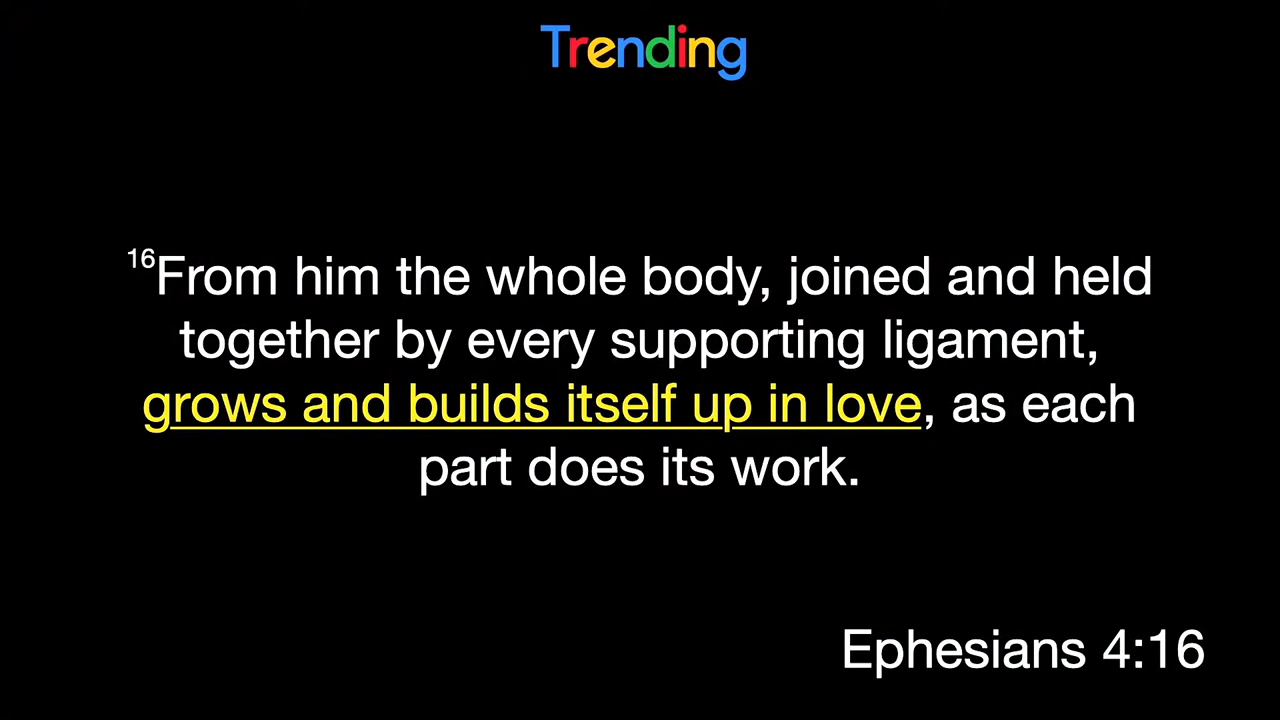 Trending
16From him the whole body, joined and held
together by every supporting ligament,
grows and builds itself up in love, as each
part does its work.
Ephesians 4:16